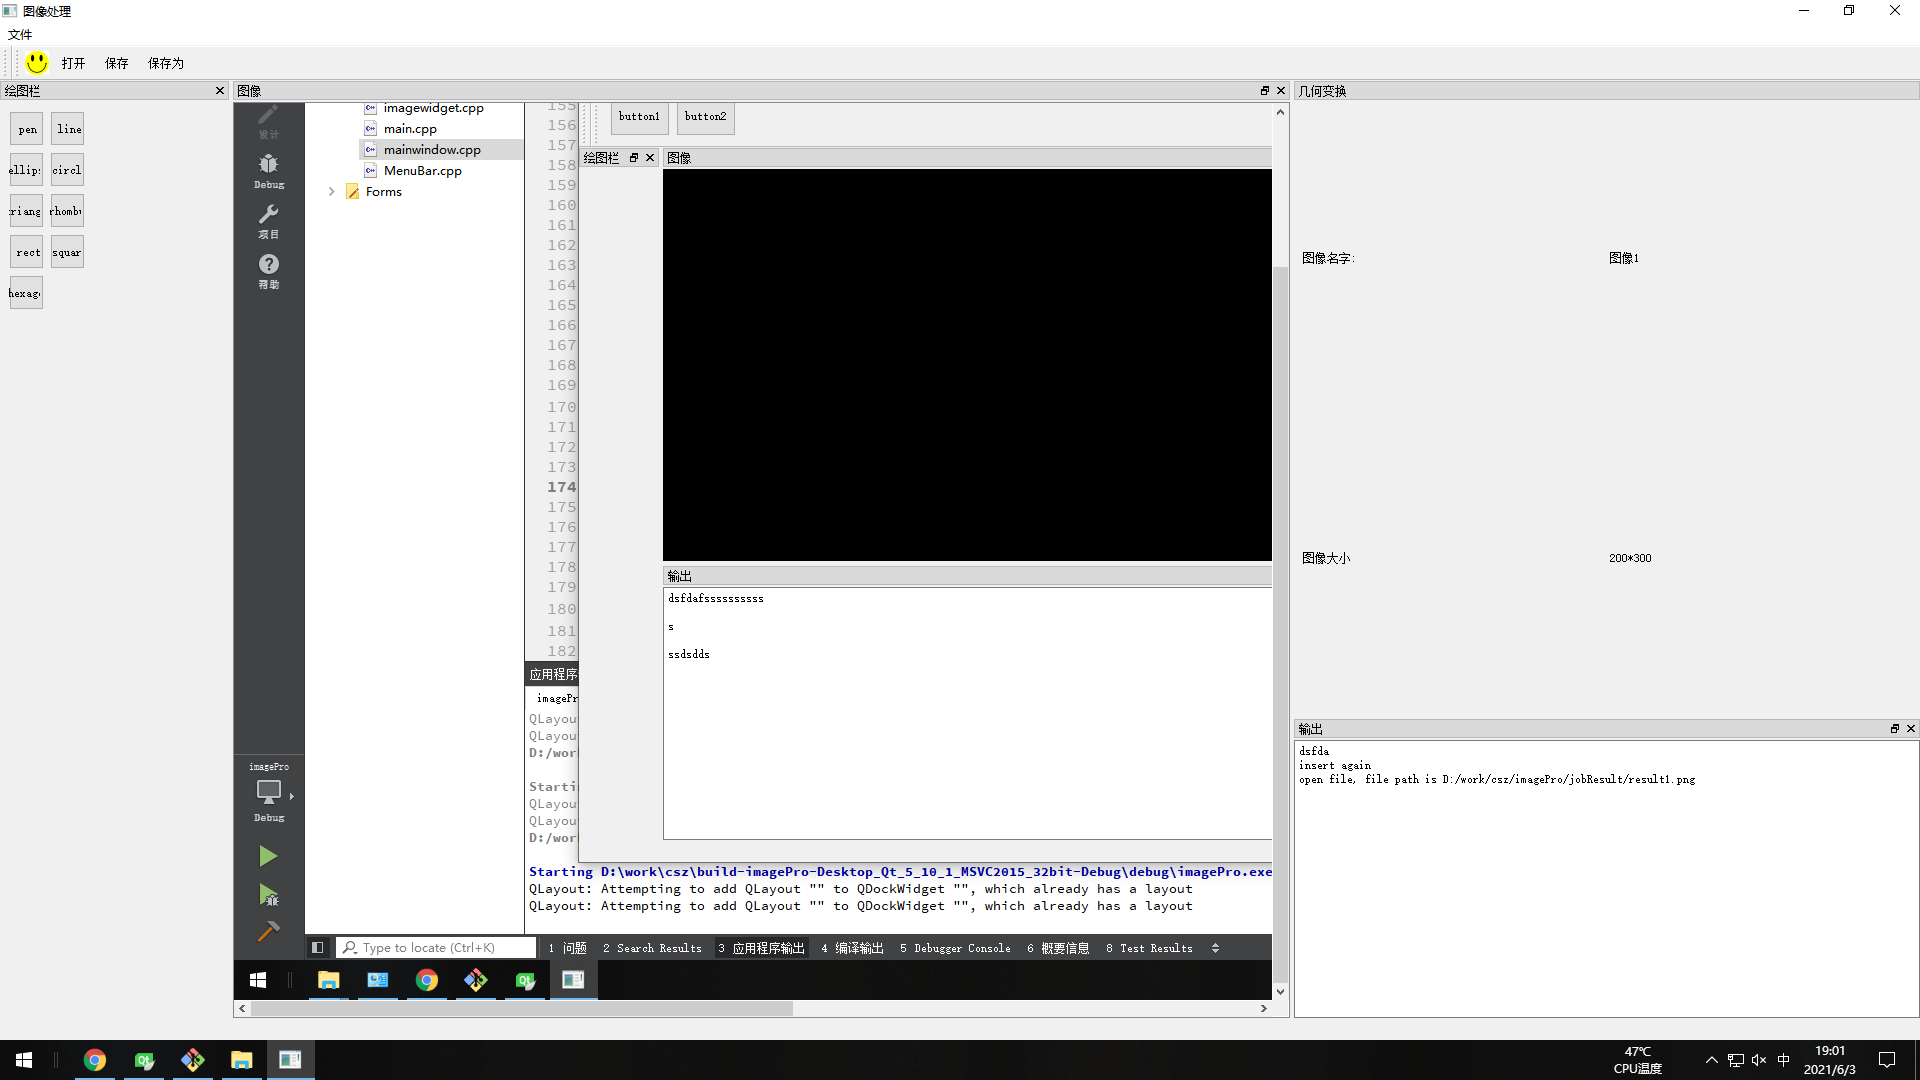 图像处理
文件
打开 保存 保存为
绘图栏
图像
几何变换
pen line
ellip circl
riang rhomb
rect squar
hexag
设计
Debug
项目
帮助
imagePro
Debug
imagewidget.cpp
main.cpp
mainwindow.cpp
MenuBar.cpp
Forms
155
156
157
158
159
160
161
162
163
164
165
166
167
168
169
170
171
172
173
174
175
176
177
178
179
180
181
182
button1 button2
绘图栏
图像
输出
dsfdafssssssssss
s
ssdsdds
应用程序
imagePr
QLayou
QLayou
D:/wor
Starti
QLayou
QLayou
D:/wor
Starting D:\work\csz\build-imagePro-Desktop_Qt_5_10_1_MSVC2015_32bit-Debug\debug\imagePro.exe
QLayout: Attempting to add QLayout "" to QDockWidget "", which already has a layout
QLayout: Attempting to add QLayout "" to QDockWidget "", which already has a layout
Type to locate (Ctrl+K) 1 问题 2 Search Results 3 应用程序输出 4 编译输出 5 Debugger Console 6 概要信息 8 Test Results
图像名字: 图像1
图像大小 200*300
输出
dsfda
insert again
open file, file path is D:/work/csz/imagePro/jobResult/result1.png
47℃
CPU温度
中
19:01
2021/6/3